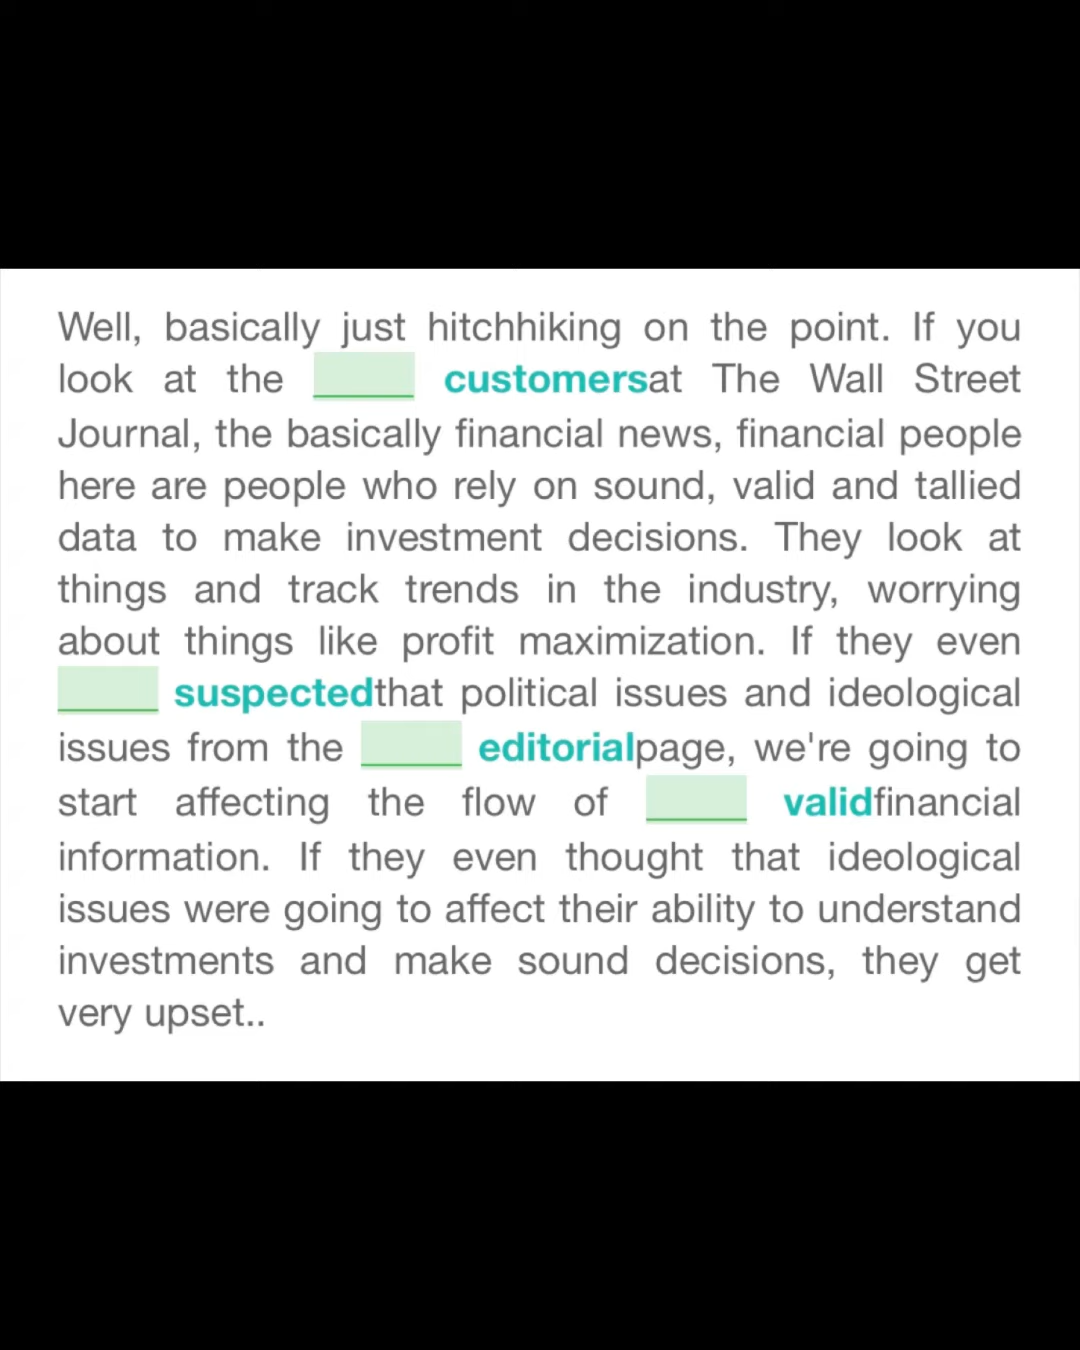 Well, basically just hitchhiking on the point. If you
look at the ____ customersat The Wall Street
Journal, the basically financial news, financial people
here are people who rely on sound, valid and tallied
data to make investment decisions. They look at
things and track trends in the industry, worrying
about things like profit maximization. If they even
____ suspectedthat political issues and ideological
issues from the ____ editorialpage, we're going to
start affecting the flow of ____ validfinancial
information. If they even thought that ideological
issues were going to affect their ability to understand
investments and make sound decisions, they get
very upset..